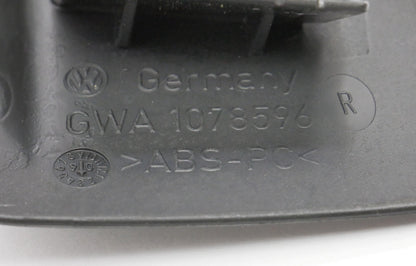 Germany
GWA 1078596 R
>ABS-PC<